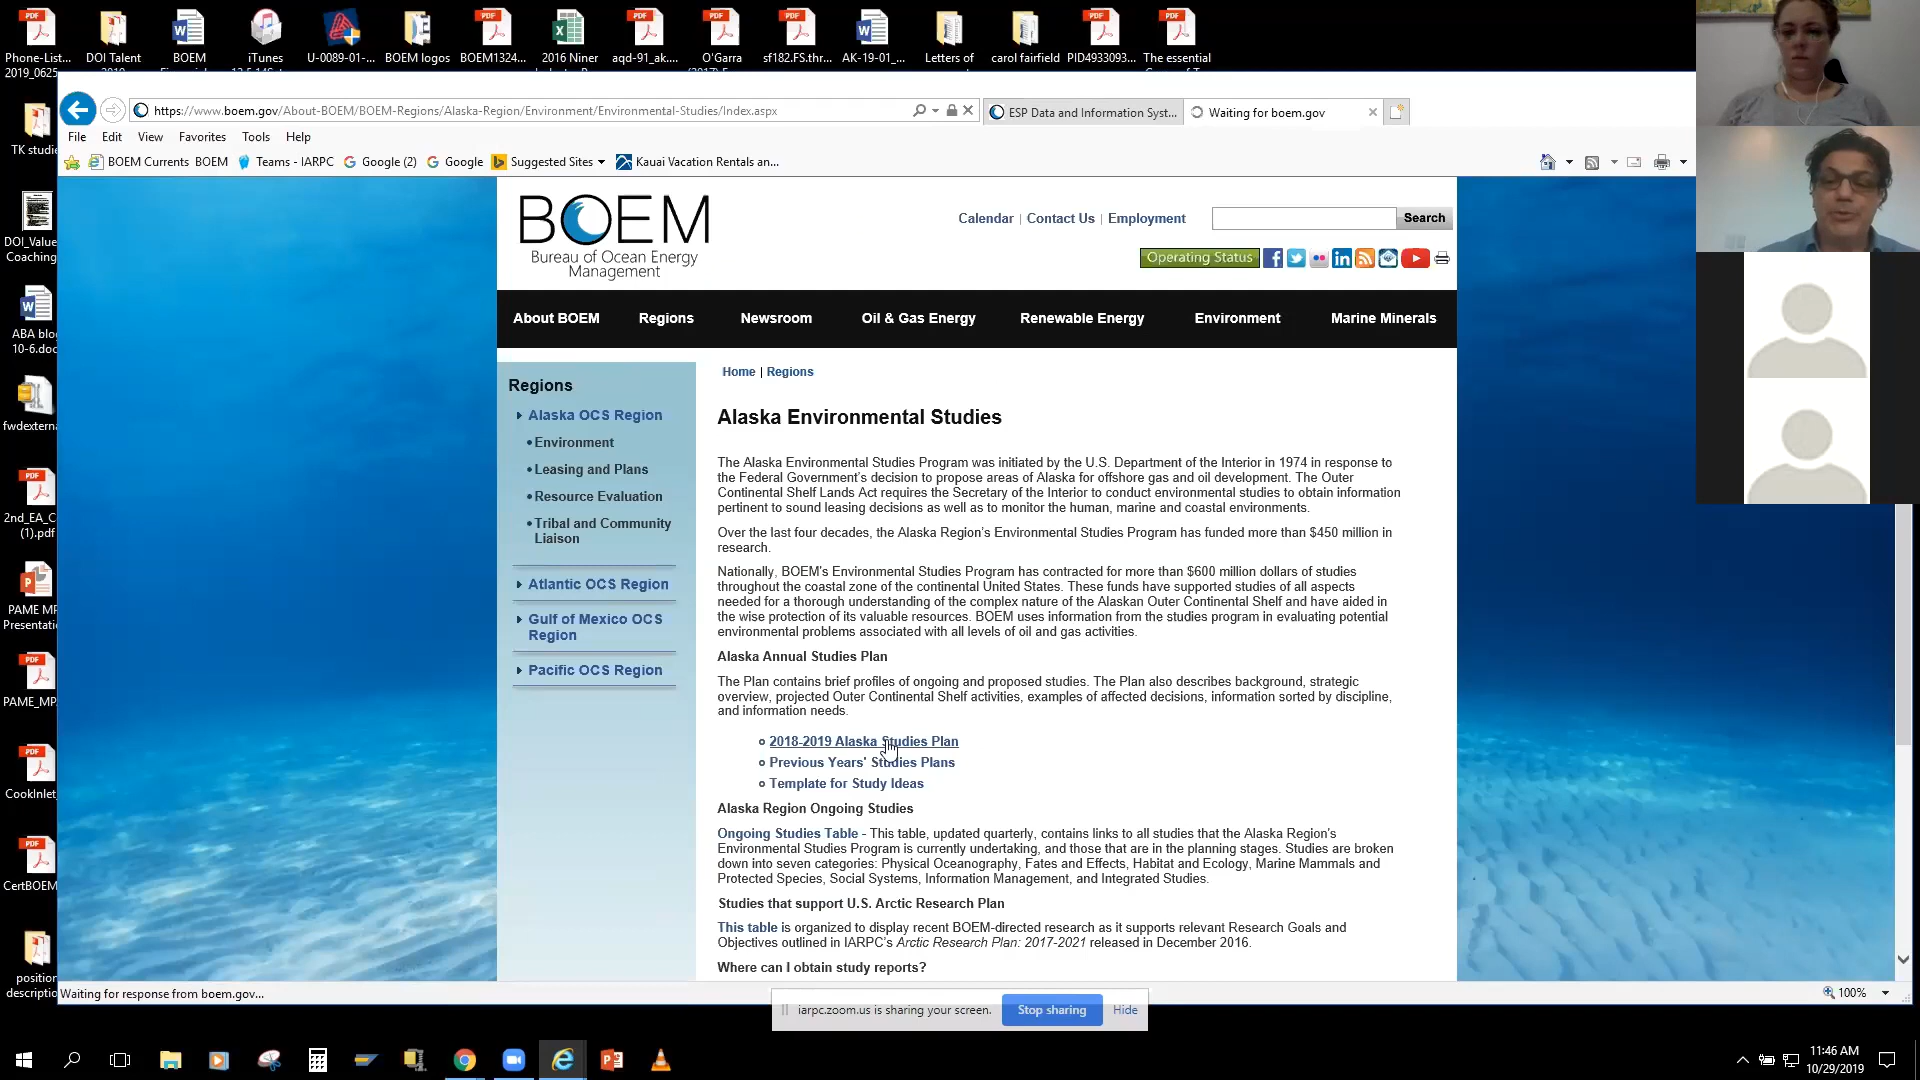 Phone-List... DOI Talent BOEM iTunes U-0089-01-... BOEM logos BOEM1324... 2016 Niner aqd-91_ak.... O'Garra sf182.FS.thr... AK-19-01_... Letters of carol fairfield PID4933093... The essential
2019_0625
https://www.boem.gov/About-BOEM/BOEM-Regions/Alaska-Region/Environment/Environmental-Studies/Index.aspx
ESP Data and Information Syst...
Waiting for boem.gov
File Edit View Favorites Tools Help
BOEM Currents BOEM Teams - IARPC Google (2) Google Suggested Sites Kauai Vacation Rentals an...
TK studie
DOI_Value
Coaching
ABA blo
10-6.doc
fwdexterna
2nd_EA_C
(1).pdf
PAME MP
Presentatio
PAME_MP
CookInlet
CertBOEM
position
descriptio
BOEM
Bureau of Ocean Energy
Management
Calendar | Contact Us | Employment
Search
Operating Status
About BOEM Regions Newsroom Oil & Gas Energy Renewable Energy Environment Marine Minerals
Regions
Alaska OCS Region
•Environment
•Leasing and Plans
•Resource Evaluation
•Tribal and Community
Liaison
Atlantic OCS Region
Gulf of Mexico OCS
Region
Pacific OCS Region
Home | Regions
Alaska Environmental Studies
The Alaska Environmental Studies Program was initiated by the U.S. Department of the Interior in 1974 in response to
the Federal Government's decision to propose areas of Alaska for offshore gas and oil development. The Outer
Continental Shelf Lands Act requires the Secretary of the Interior to conduct environmental studies to obtain information
pertinent to sound leasing decisions as well as to monitor the human, marine and coastal environments.
Over the last four decades, the Alaska Region's Environmental Studies Program has funded more than $450 million in
research.
Nationally, BOEM's Environmental Studies Program has contracted for more than $600 million dollars of studies
throughout the coastal zone of the continental United States. These funds have supported studies of all aspects
needed for a thorough understanding of the complex nature of the Alaskan Outer Continental Shelf and have aided in
the wise protection of its valuable resources. BOEM uses information from the studies program in evaluating potential
environmental problems associated with all levels of oil and gas activities.
Alaska Annual Studies Plan
The Plan contains brief profiles of ongoing and proposed studies. The Plan also describes background, strategic
overview, projected Outer Continental Shelf activities, examples of affected decisions, information sorted by discipline,
and information needs.
2018-2019 Alaska Studies Plan
Previous Years' Studies Plans
Template for Study Ideas
Alaska Region Ongoing Studies
Ongoing Studies Table - This table, updated quarterly, contains links to all studies that the Alaska Region's
Environmental Studies Program is currently undertaking, and those that are in the planning stages. Studies are broken
down into seven categories: Physical Oceanography, Fates and Effects, Habitat and Ecology, Marine Mammals and
Protected Species, Social Systems, Information Management, and Integrated Studies.
Studies that support U.S. Arctic Research Plan
This table is organized to display recent BOEM-directed research as it supports relevant Research Goals and
Objectives outlined in IARPC's Arctic Research Plan: 2017-2021 released in December 2016.
Where can I obtain study reports?
Waiting for response from boem.gov...
100%
iarpc.zoom.us is sharing your screen. Stop sharing Hide
11:46 AM
10/29/2019